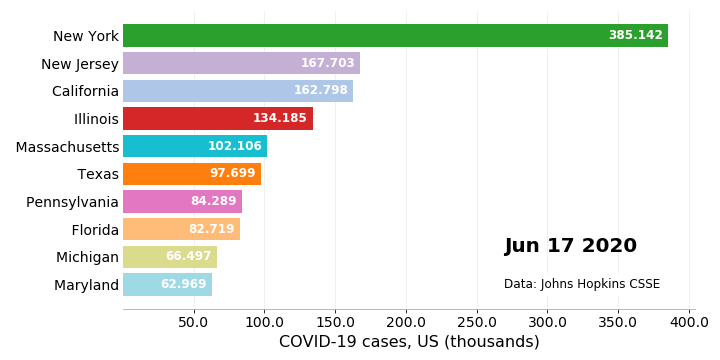 New York 385.142
New Jersey 167.703
California 162.798
Illinois 134.185
Massachusetts 102.106
Texas 97.699
Pennsylvania 84.289
Florida 82.719
Michigan 66.497
Maryland 62.969
Jun 17 2020
Data: Johns Hopkins CSSE
50.0 100.0 150.0 200.0 250.0 300.0 350.0 400.0
COVID-19 cases, US (thousands)